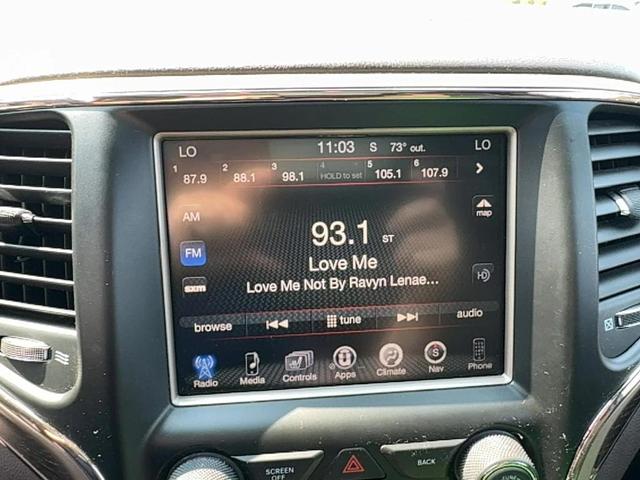 LO 11:03 S 73° out. LO
1 87.9 2 88.1 3 98.1 4 HOLD to set 5 105.1 6 107.9
AM
map
FM
93.1 ST
HD
Love Me
sxm
Love Me Not By Ravyn Lenae...
browse tune audio
Radio Media Controls Apps Climate Nav Phone
SCREEN OFF BACK